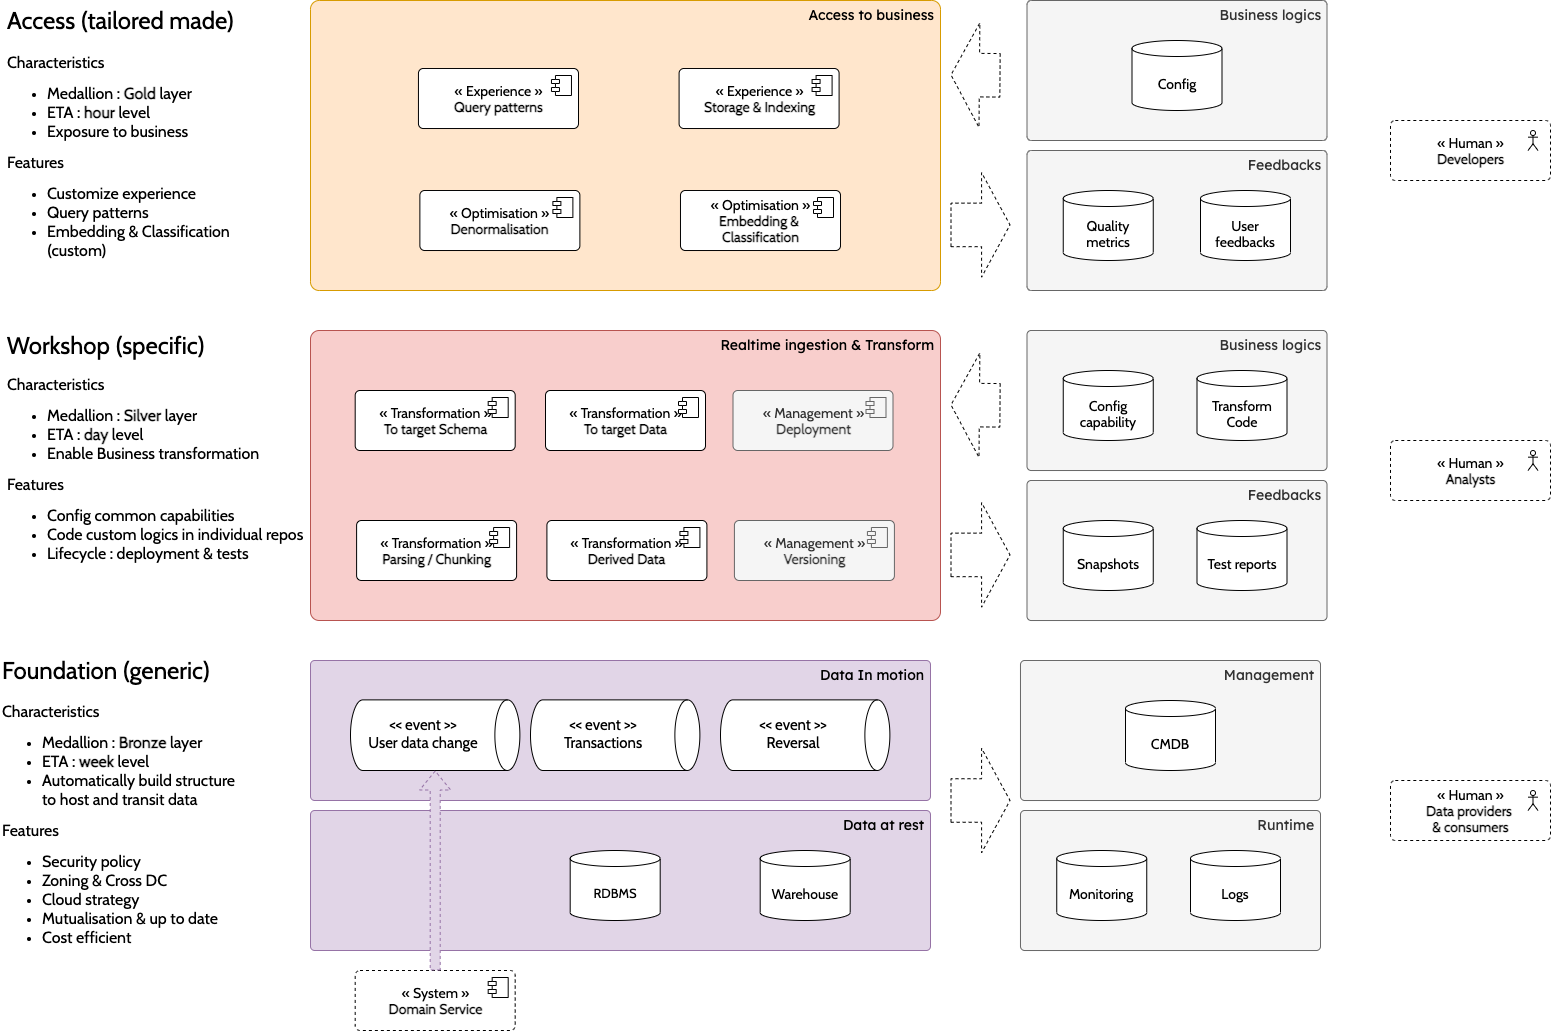 Access (tailored made)
Characteristics
Medallion : Gold layer
ETA : hour level
Exposure to business
Features
Customize experience
Query patterns
Embedding & Classification
(custom)
Access to business
« Experience »
Query patterns
« Experience »
Storage & Indexing
« Optimisation »
Denormalisation
« Optimisation »
Embedding &
Classification
Business logics
Config
Feedbacks
Quality
metrics
User
feedbacks
« Human »
Developers
Workshop (specific)
Characteristics
Medallion : Silver layer
ETA : day level
Enable Business transformation
Features
Config common capabilities
Code custom logics in individual repos
Lifecycle : deployment & tests
Realtime ingestion & Transform
« Transformation »
To target Schema
« Transformation »
To target Data
« Management »
Deployment
« Transformation »
Parsing / Chunking
« Transformation »
Derived Data
« Management »
Versioning
Business logics
Config
capability
Transform
Code
Feedbacks
Snapshots
Test reports
« Human »
Analysts
Foundation (generic)
Characteristics
Medallion : Bronze layer
ETA : week level
Automatically build structure
to host and transit data
Features
Security policy
Zoning & Cross DC
Cloud strategy
Mutualisation & up to date
Cost efficient
Data In motion
<< event >>
User data change
<< event >>
Transactions
<< event >>
Reversal
Data at rest
RDBMS
Warehouse
« System »
Domain Service
Management
CMDB
Runtime
Monitoring
Logs
« Human »
Data providers
& consumers